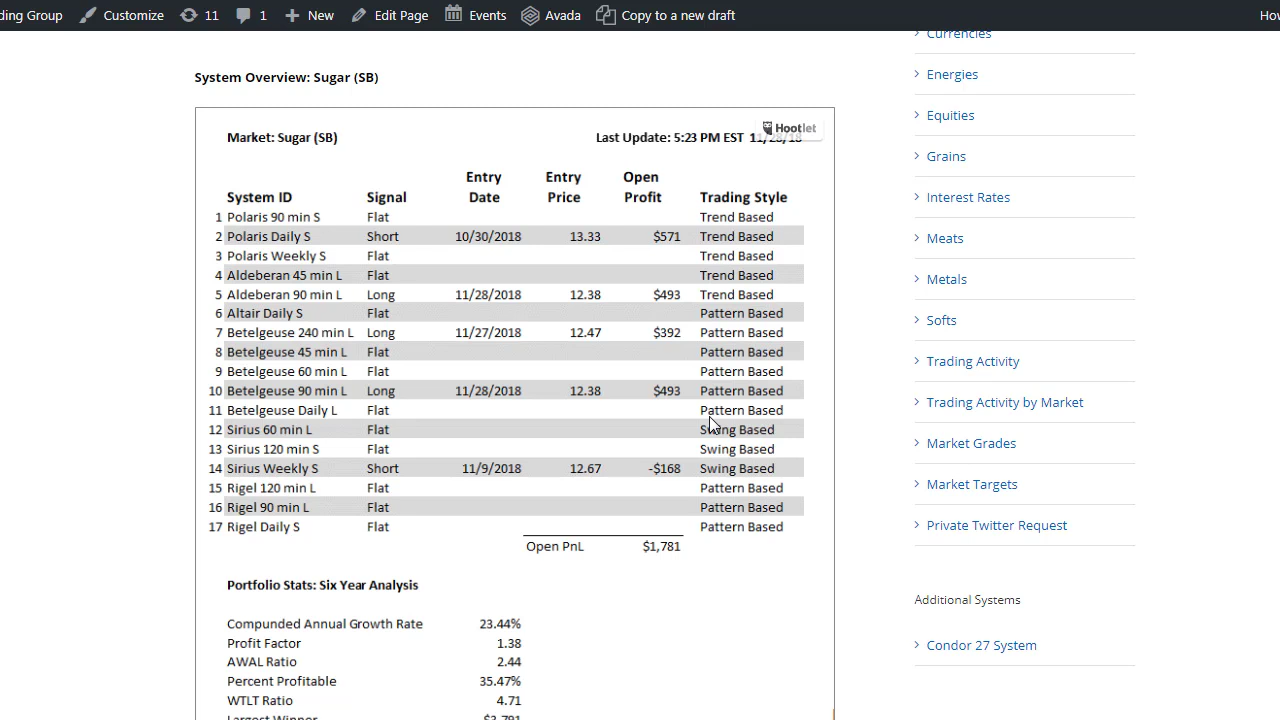 ding Group Customize 11 1 New Edit Page Events Avada Copy to a new draft How
System Overview: Sugar (SB)
Market: Sugar (SB) Last Update: 5:23 PM EST 11/28/18
Hootlet
Entry Entry Open
System ID Signal Date Price Profit Trading Style
1 Polaris 90 min S Flat Trend Based
2 Polaris Daily S Short 10/30/2018 13.33 $571 Trend Based
3 Polaris Weekly S Flat Trend Based
4 Aldeberan 45 min L Flat Trend Based
5 Aldeberan 90 min L Long 11/28/2018 12.38 $493 Trend Based
6 Altair Daily S Flat Pattern Based
7 Betelgeuse 240 min L Long 11/27/2018 12.47 $392 Pattern Based
8 Betelgeuse 45 min L Flat Pattern Based
9 Betelgeuse 60 min L Flat Pattern Based
10 Betelgeuse 90 min L Long 11/28/2018 12.38 $493 Pattern Based
11 Betelgeuse Daily L Flat Pattern Based
12 Sirius 60 min L Flat Swing Based
13 Sirius 120 min S Flat Swing Based
14 Sirius Weekly S Short 11/9/2018 12.67 -$168 Swing Based
15 Rigel 120 min L Flat Pattern Based
16 Rigel 90 min L Flat Pattern Based
17 Rigel Daily S Flat Pattern Based
Open PnL $1,781
Portfolio Stats: Six Year Analysis
Compunded Annual Growth Rate 23.44%
Profit Factor 1.38
AWAL Ratio 2.44
Percent Profitable 35.47%
WTLT Ratio 4.71
Largest Winner $3,791
Currencies
Energies
Equities
Grains
Interest Rates
Meats
Metals
Softs
Trading Activity
Trading Activity by Market
Market Grades
Market Targets
Private Twitter Request
Additional Systems
Condor 27 System